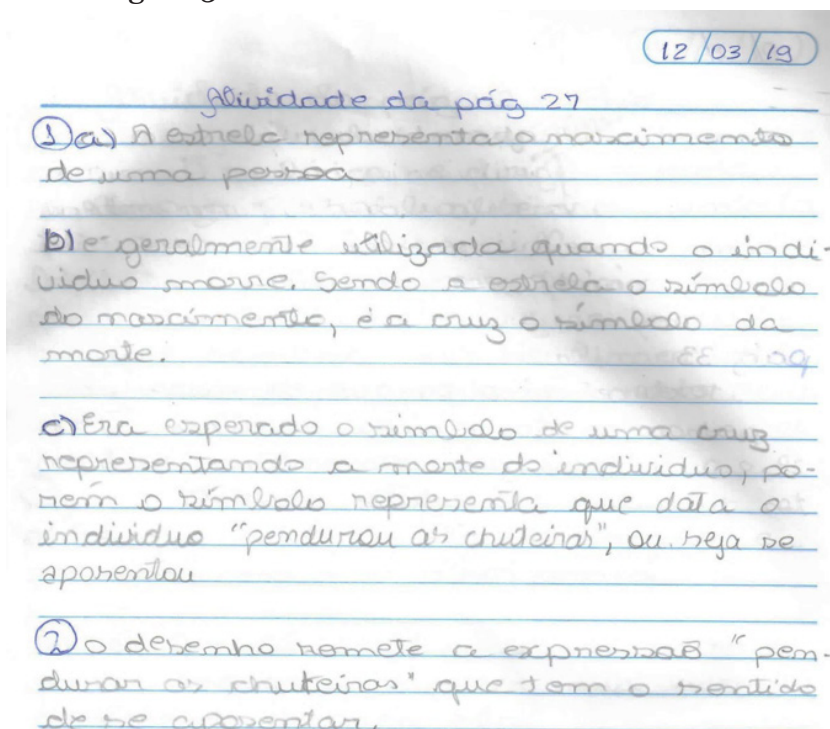 12/03/19
Atividade da pág 27
1 a) A estrela representa o nascimento
de uma pessoa
b) e geralmente utilizada quando o indi-
viduo morre. Sendo a estrela o símbolo
do nascimento, é a cruz o símbolo da
morte.
c) Era esperado o simbolo de uma cruz
representando a morte do individuo, po-
rem o símbolo representa que data o
individuo "pendurou as chuteiras", ou seja se
aposentou
2 o desenho remete a expressaõ "pen-
durar as chuteiras" que tem o sentido
de se aposentar.